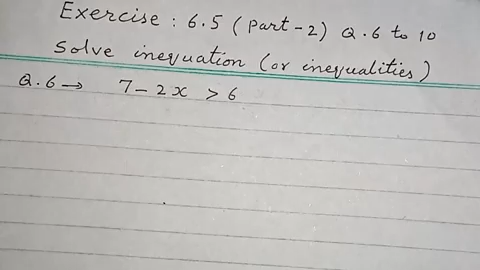 Exercise : 6.5 (part-2) Q.6 to 10
Solve inequation (or inequalities)
Q.6→ 7-2x >6